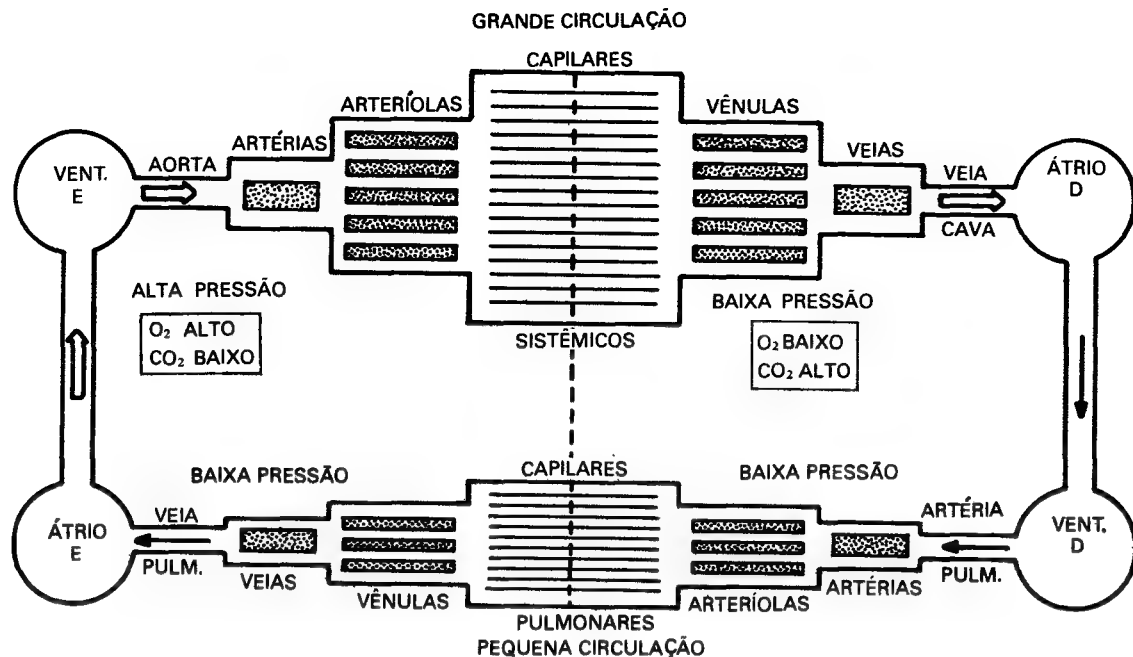 GRANDE CIRCULAÇÃO
CAPILARES
ARTERÍOLAS
VÊNULAS
ARTÉRIAS
VEIAS
VENT.
E
AORTA
VEIA
CAVA
ÁTRIO
D
ALTA PRESSÃO
O₂ ALTO
CO₂ BAIXO
SISTÊMICOS
BAIXA PRESSÃO
O₂ BAIXO
CO₂ ALTO
BAIXA PRESSÃO
CAPILARES
BAIXA PRESSÃO
ÁTRIO
E
VEIA
PULM.
VEIAS
VÊNULAS
PULMONARES
PEQUENA CIRCULAÇÃO
ARTERÍOLAS
ARTÉRIAS
ARTÉRIA
PULM.
VENT.
D